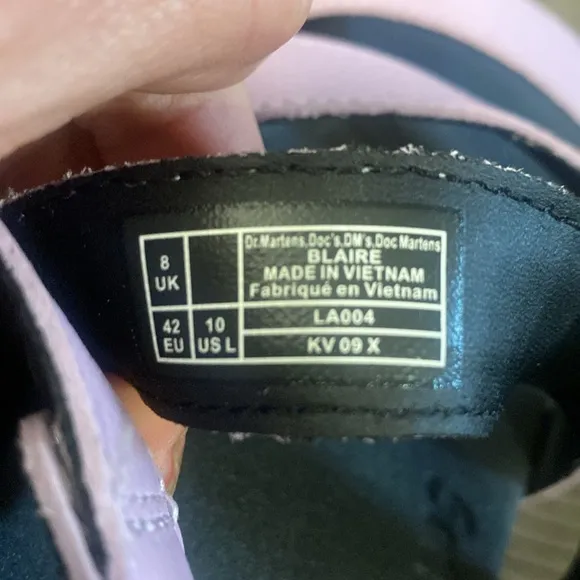 8
UK
42
EU
10
US L
Dr.Martens,Doc's,DM's,Doc Martens
BLAIRE
MADE IN VIETNAM
Fabriqué en Vietnam
LA004
KV 09 X